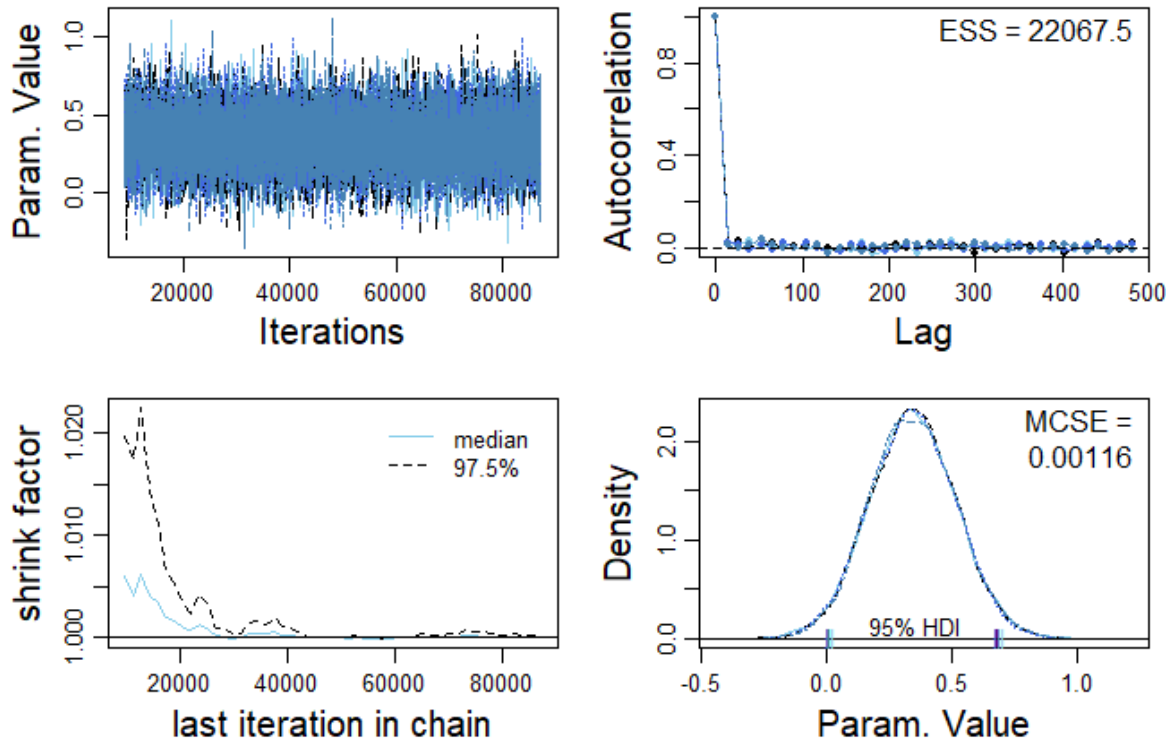 Param. Value
0.0 0.5 1.0
20000 40000 60000 80000
Iterations
Autocorrelation
0.0 0.4 0.8
ESS = 22067.5
0 100 200 300 400 500
Lag
shrink factor
1.000 1.010 1.020
median
97.5%
20000 40000 60000 80000
last iteration in chain
Density
0.0 1.0 2.0
MCSE =
0.00116
95% HDI
-0.5 0.0 0.5 1.0
Param. Value